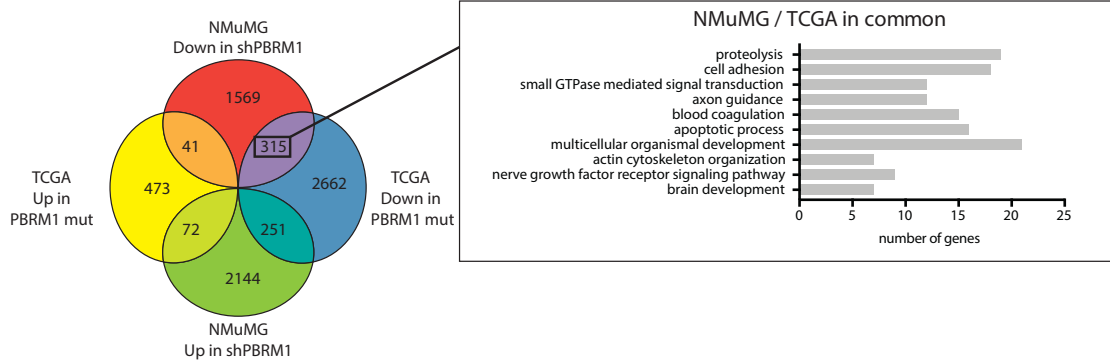 NMuMG
Down in shPBRM1
1569
41
315
TCGA
Up in
PBRM1 mut
473
2662
TCGA
Down in
PBRM1 mut
72
251
2144
NMuMG
Up in shPBRM1
NMuMG / TCGA in common
proteolysis
cell adhesion
small GTPase mediated signal transduction
axon guidance
blood coagulation
apoptotic process
multicellular organismal development
actin cytoskeleton organization
nerve growth factor receptor signaling pathway
brain development
0 5 10 15 20 25
number of genes